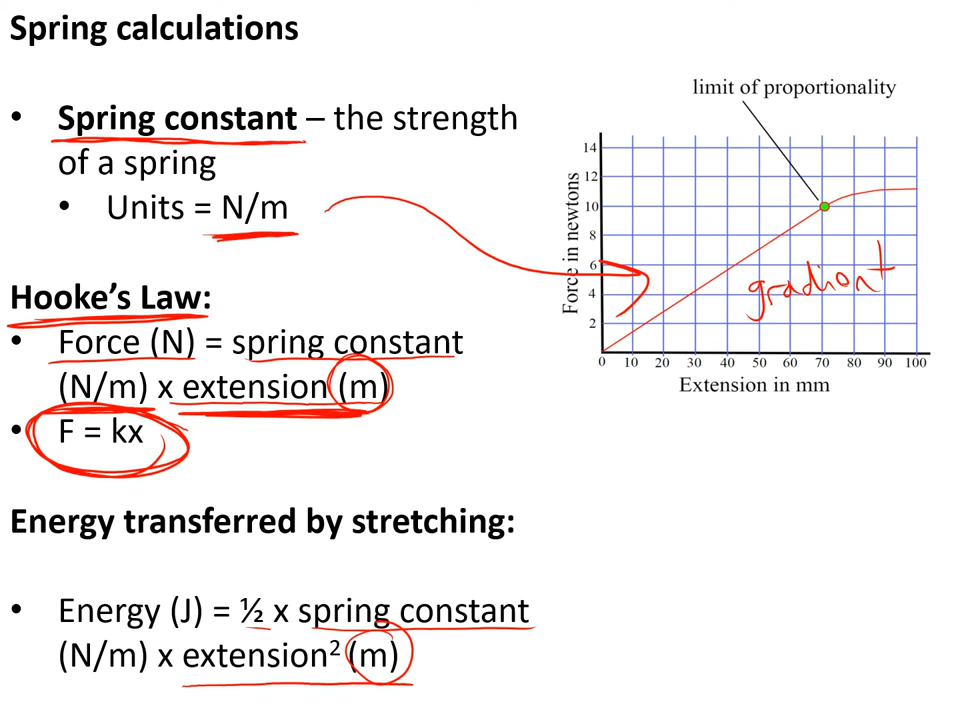 Spring calculations
• Spring constant – the strength
of a spring
• Units = N/m
Hooke’s Law:
• Force (N) = spring constant
(N/m) x extension (m)
• F = kx
Energy transferred by stretching:
• Energy (J) = ½ x spring constant
(N/m) x extension² (m)
limit of proportionality
Force in newtons
14
12
10
8
6
4
2
0 10 20 30 40 50 60 70 80 90 100
Extension in mm
gradient